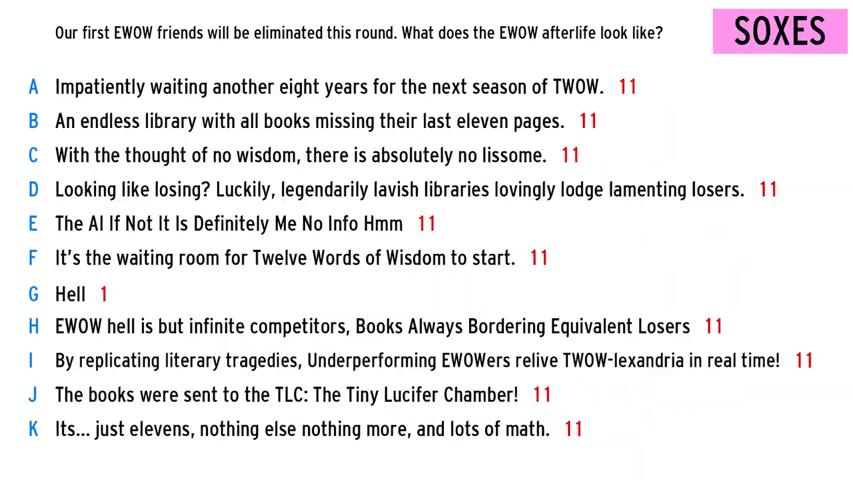 Our first EWOW friends will be eliminated this round. What does the EWOW afterlife look like?
SOXES
A Impatiently waiting another eight years for the next season of TWOW. 11
B An endless library with all books missing their last eleven pages. 11
C With the thought of no wisdom, there is absolutely no lissome. 11
D Looking like losing? Luckily, legendarily lavish libraries lovingly lodge lamenting losers. 11
E The AI If Not It Is Definitely Me No Info Hmm 11
F It's the waiting room for Twelve Words of Wisdom to start. 11
G Hell 1
H EWOW hell is but infinite competitors, Books Always Bordering Equivalent Losers 11
I By replicating literary tragedies, Underperforming EWOWers relive TWOW-lexandria in real time! 11
J The books were sent to the TLC: The Tiny Lucifer Chamber! 11
K Its... just elevens, nothing else nothing more, and lots of math. 11